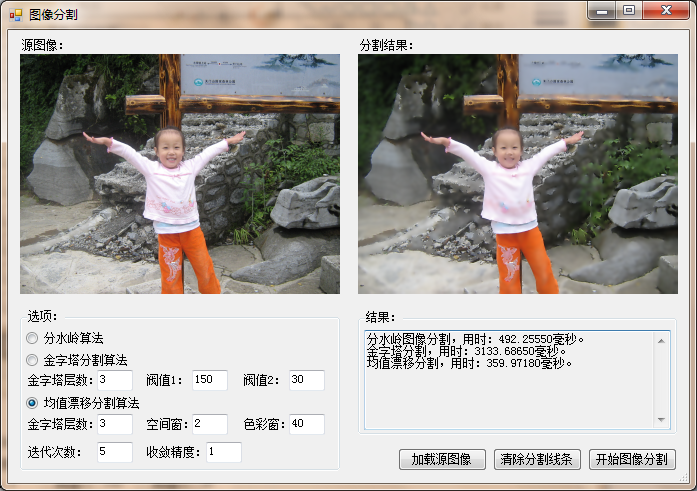 图像分割
源图像：
分割结果：
选项：
分水岭算法
金字塔分割算法
金字塔层数： 3 阀值1： 150 阀值2： 30
均值漂移分割算法
金字塔层数： 3 空间窗： 2 色彩窗： 40
迭代次数： 5 收敛精度： 1
结果：
分水岭图像分割，用时：492.25550毫秒。
金字塔分割，用时：3133.68650毫秒。
均值漂移分割，用时：359.97180毫秒。
加载源图像 清除分割线条 开始图像分割